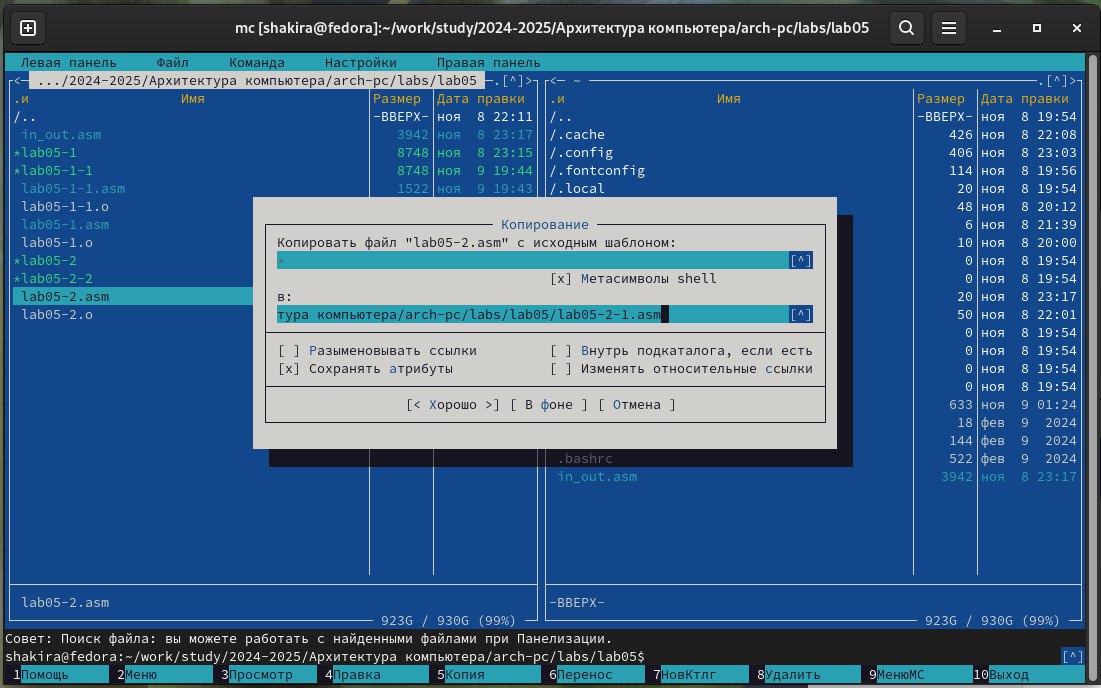 mc [shakira@fedora]:~/work/study/2024-2025/Архитектура компьютера/arch-pc/labs/lab05
Левая панель Файл Команда Настройки Правая панель
<— .../2024-2025/Архитектура компьютера/arch-pc/labs/lab05 —.[^]>
.и Имя Размер Дата правки
/.. -ВВЕРХ- ноя 8 22:11
in_out.asm 3942 ноя 8 23:17
*lab05-1 8748 ноя 8 23:15
*lab05-1-1 8748 ноя 9 19:44
lab05-1-1.asm 1522 ноя 9 19:43
lab05-1-1.o
lab05-1.asm
lab05-1.o
*lab05-2
*lab05-2-2
lab05-2.asm
lab05-2.o
lab05-2.asm
923G / 930G (99%)
<— ~ —.[^]>
.и Имя Размер Дата правки
/.. -ВВЕРХ- ноя 8 19:54
/.cache 426 ноя 8 22:08
/.config 406 ноя 8 23:03
/.fontconfig 114 ноя 8 19:56
/.local 20 ноя 8 19:54
48 ноя 8 20:12
6 ноя 8 21:39
10 ноя 8 20:00
0 ноя 8 19:54
0 ноя 8 19:54
20 ноя 8 23:17
50 ноя 8 22:01
0 ноя 8 19:54
0 ноя 8 19:54
0 ноя 8 19:54
0 ноя 8 19:54
633 ноя 9 01:24
18 фев 9 2024
144 фев 9 2024
.bashrc 522 фев 9 2024
in_out.asm 3942 ноя 8 23:17
-ВВЕРХ-
923G / 930G (99%)
Копирование
Копировать файл "lab05-2.asm" с исходным шаблоном:
* [^]
[x] Метасимволы shell
в:
тура компьютера/arch-pc/labs/lab05/lab05-2-1.asm [^]
[ ] Разыменовывать ссылки [ ] Внутрь подкаталога, если есть
[x] Сохранять атрибуты [ ] Изменять относительные ссылки
[< Хорошо >] [ В фоне ] [ Отмена ]
Совет: Поиск файла: вы можете работать с найденными файлами при Панелизации.
shakira@fedora:~/work/study/2024-2025/Архитектура компьютера/arch-pc/labs/lab05$ [^]
1Помощь 2Меню 3Просмотр 4Правка 5Копия 6Перенос 7НовКтлг 8Удалить 9МенюМС 10Выход